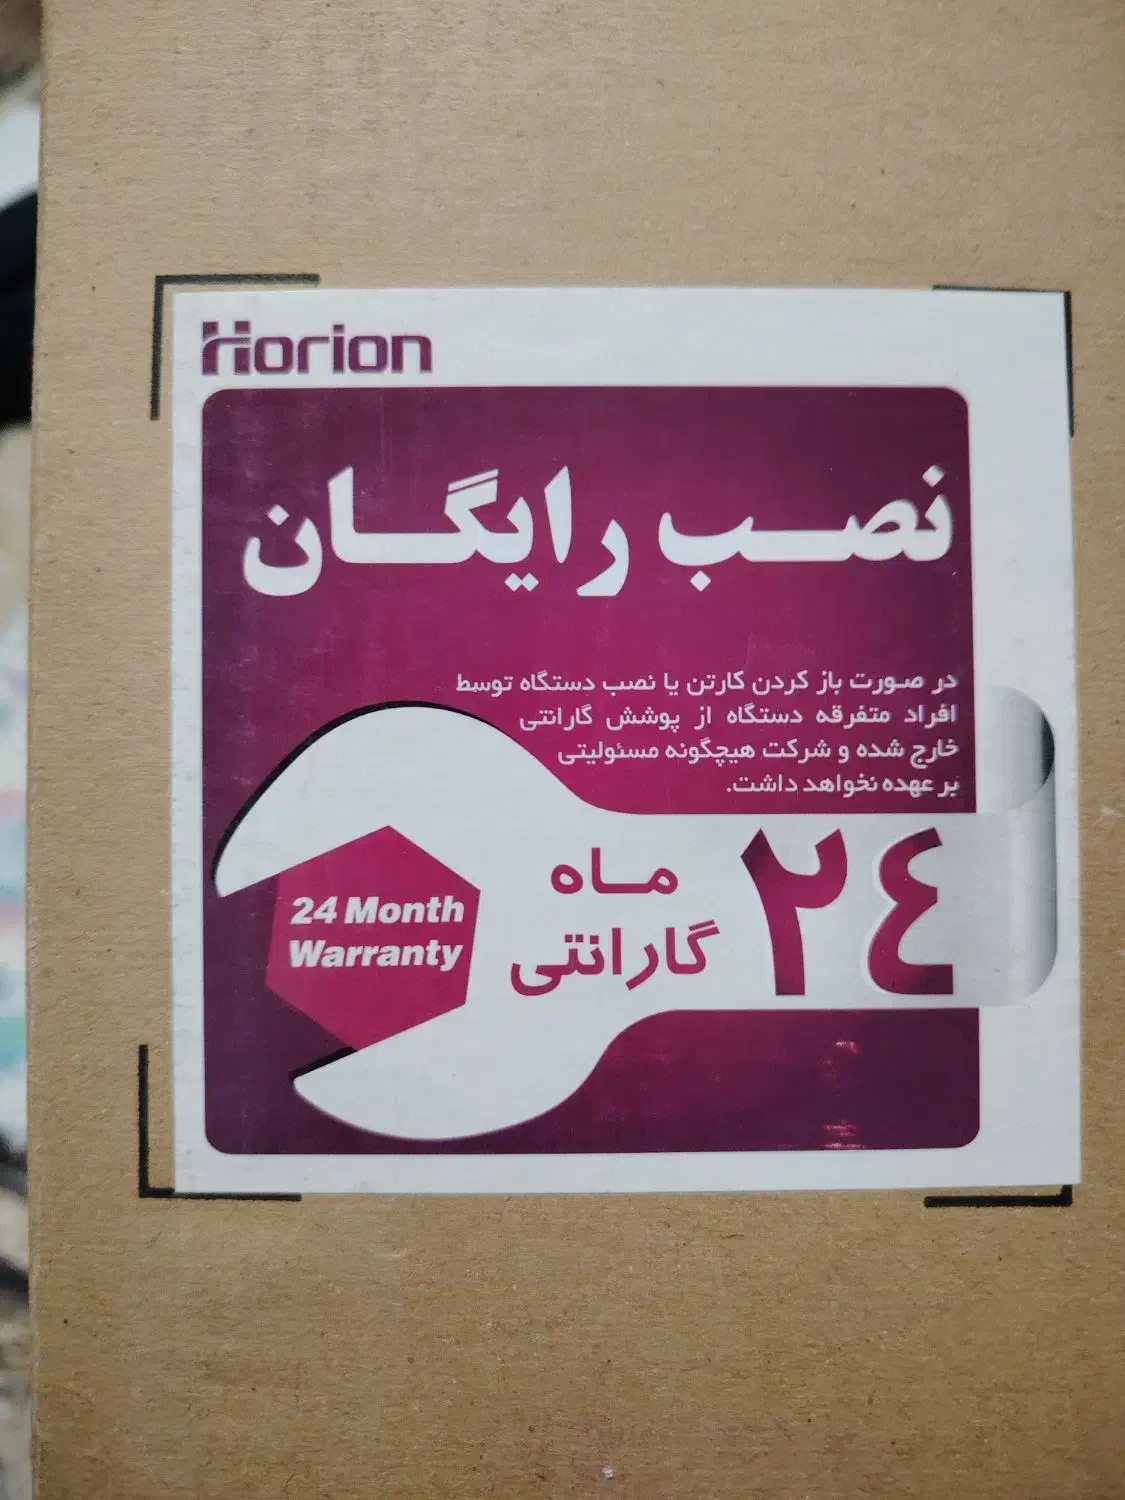 Horion
نصب رایگان
در صورت باز کردن کارتن یا نصب دستگاه توسط
افراد متفرقه دستگاه از پوشش گارانتی
خارج شده و شرکت هیچگونه مسئولیتی
بر عهده نخواهد داشت.
۲٤ ماه
گارانتی
24 Month
Warranty